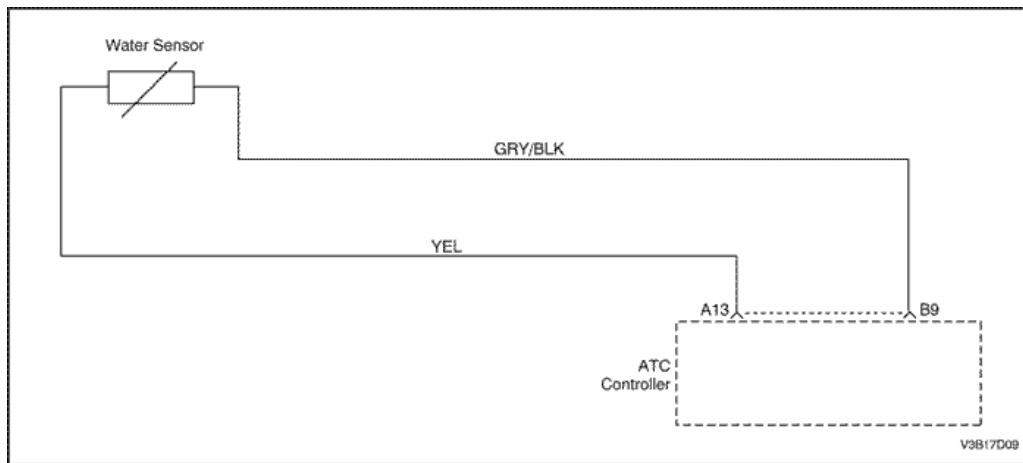 Water Sensor
GRY/BLK
YEL
A13
B9
ATC
Controller
V3B17D09